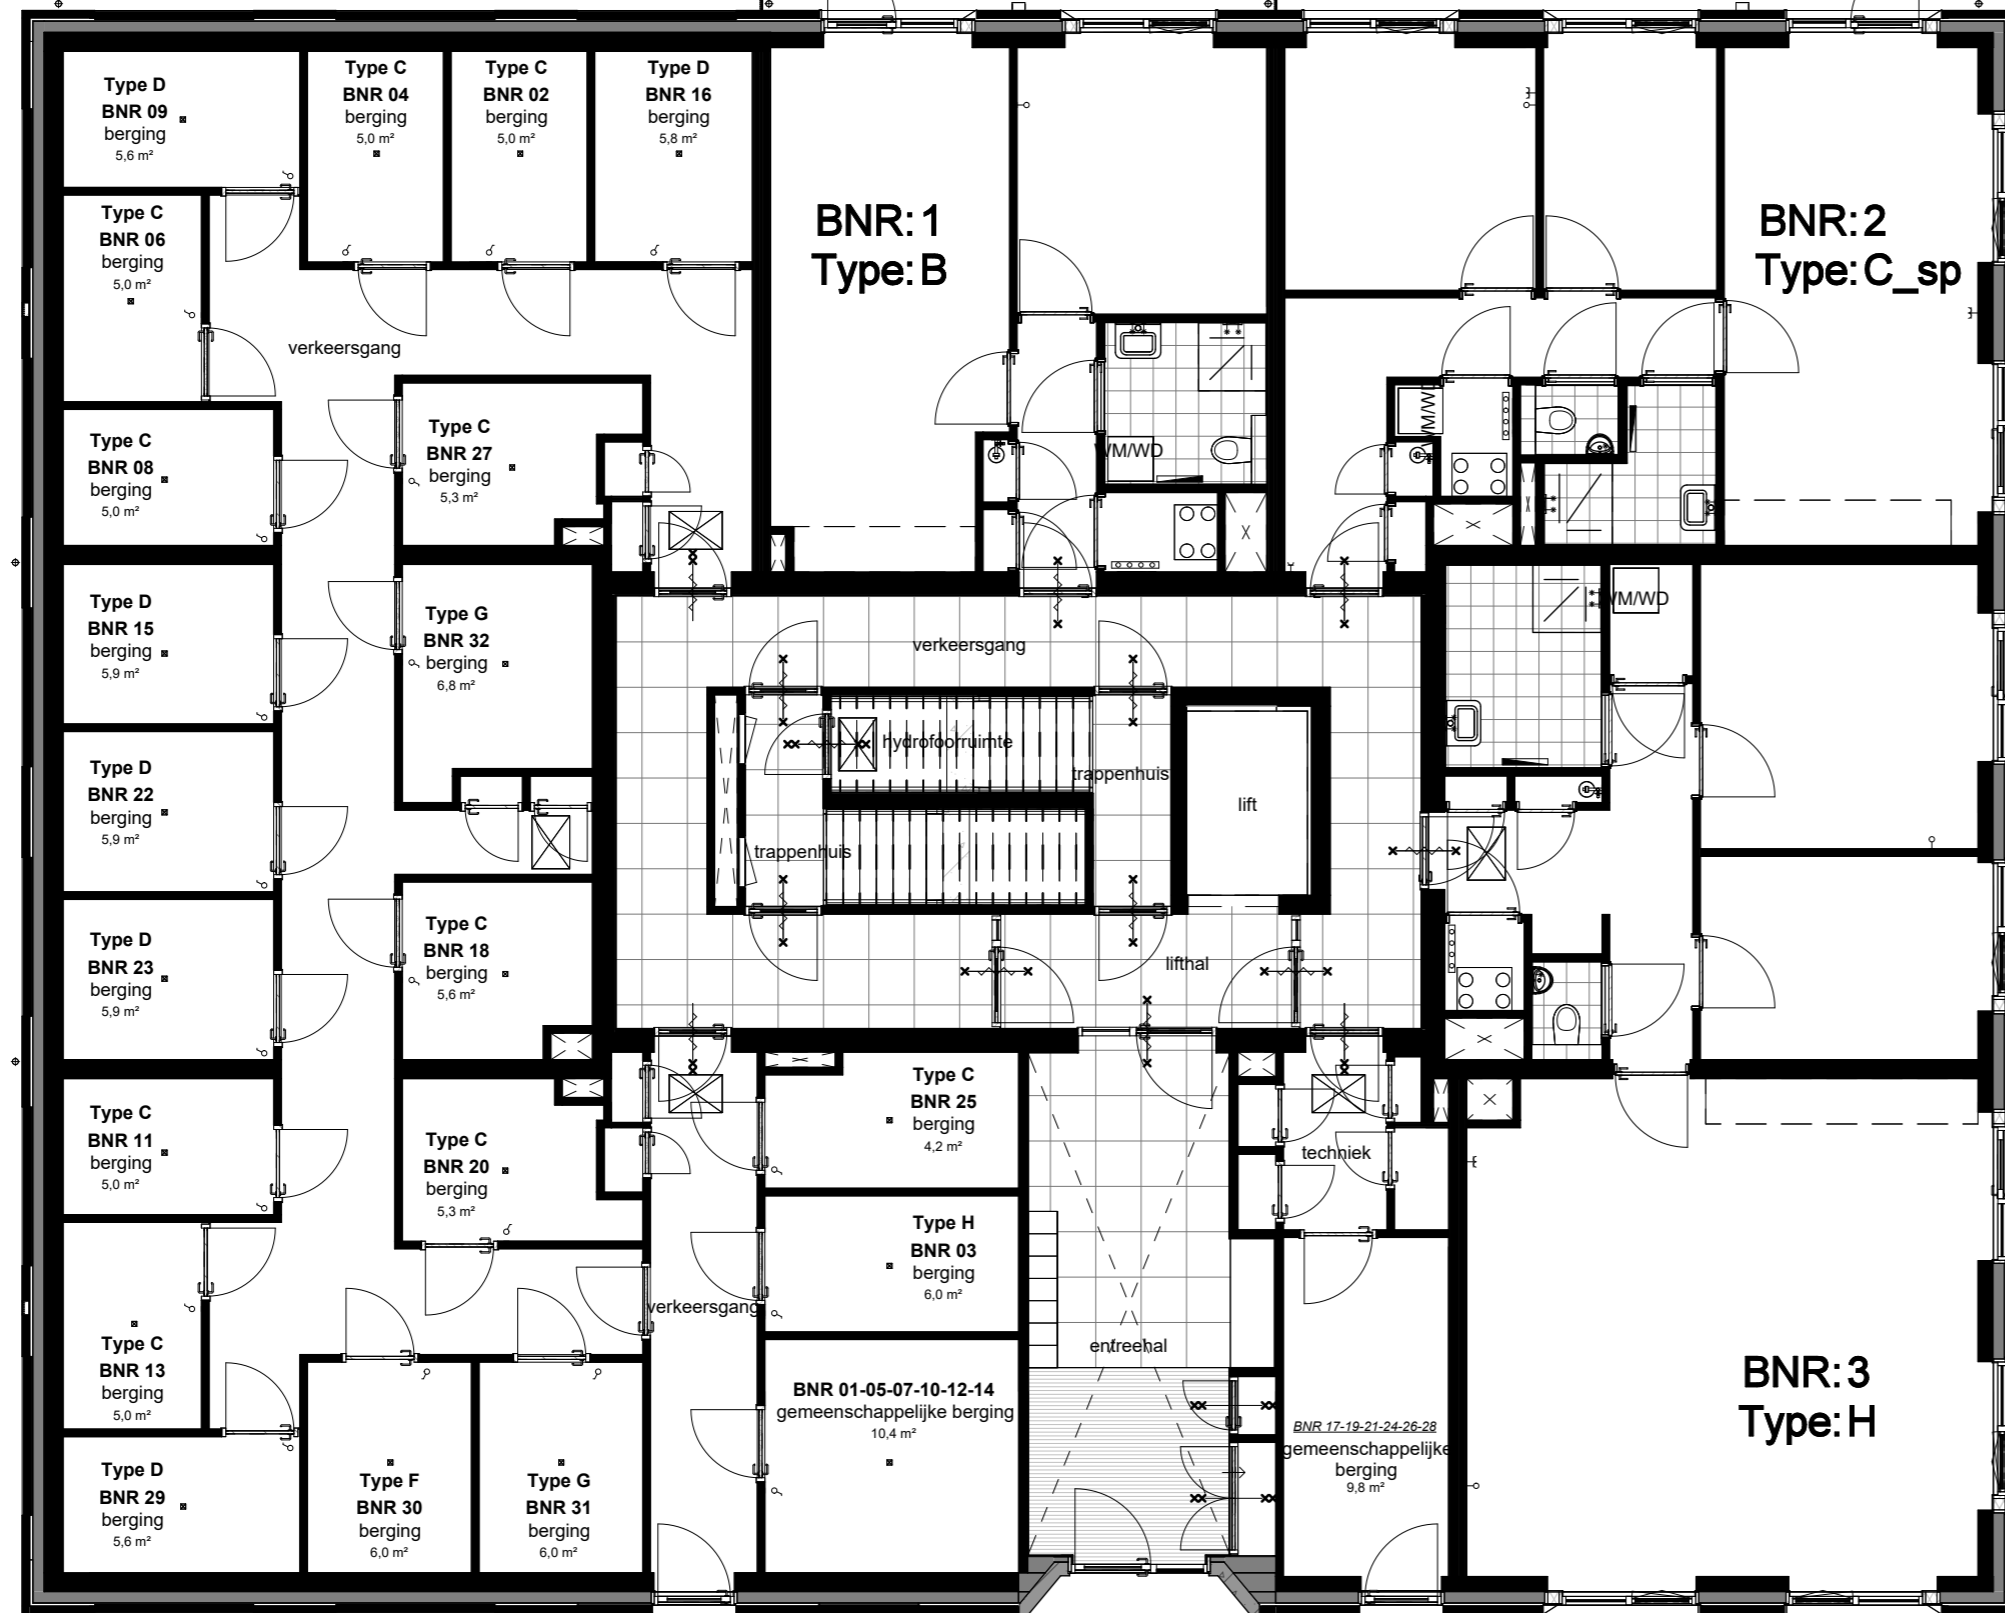 Type D
BNR 09
berging
5,6 m²
Type C
BNR 04
berging
5,0 m²
Type C
BNR 02
berging
5,0 m²
Type D
BNR 16
berging
5,8 m²
BNR: 1
Type: B
BNR: 2
Type: C_sp
Type C
BNR 06
berging
5,0 m²
verkeersgang
Type C
BNR 08
berging
5,0 m²
Type C
BNR 27
berging
5,3 m²
WM/WD
WM/WD
Type D
BNR 15
berging
5,9 m²
Type G
BNR 32
berging
6,8 m²
verkeersgang
WM/WD
hydrofoorruimte
trappenhuis
lift
trappenhuis
Type D
BNR 22
berging
5,9 m²
Type D
BNR 23
berging
5,9 m²
Type C
BNR 18
berging
5,6 m²
lifthal
Type C
BNR 11
berging
5,0 m²
Type C
BNR 20
berging
5,3 m²
Type C
BNR 25
berging
4,2 m²
techniek
Type H
BNR 03
berging
6,0 m²
verkeersgang
entreehal
Type C
BNR 13
berging
5,0 m²
BNR 01-05-07-10-12-14
gemeenschappelijke berging
10,4 m²
BNR 17-19-21-24-26-28
gemeenschappelijke
berging
9,8 m²
BNR: 3
Type: H
Type D
BNR 29
berging
5,6 m²
Type F
BNR 30
berging
6,0 m²
Type G
BNR 31
berging
6,0 m²